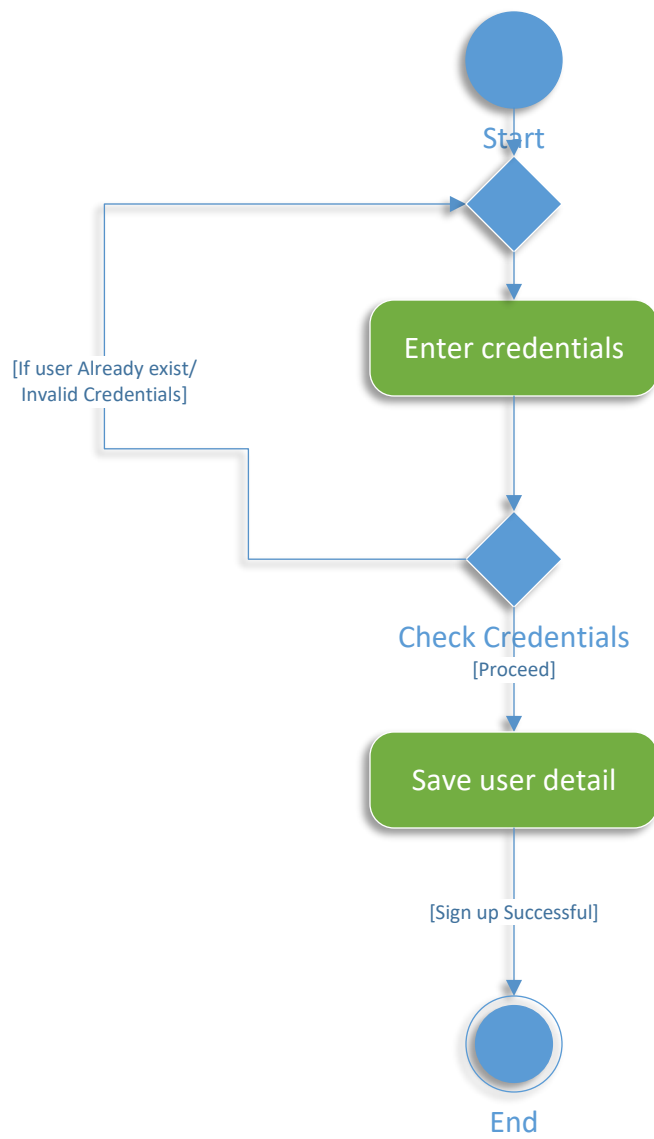 Start
Enter credentials
[If user Already exist/
Invalid Credentials]
Check Credentials
[Proceed]
Save user detail
[Sign up Successful]
End